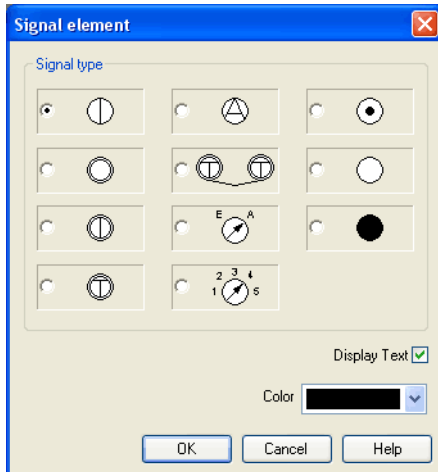 Signal element
Signal type
A
T T
E A
T
2 3 4
1 5
Display Text
Color
OK Cancel Help